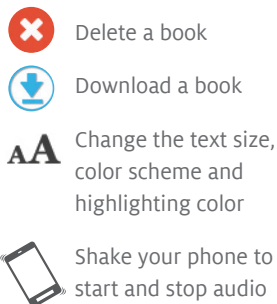 Delete a book
Download a book
AA
Change the text size,
color scheme and
highlighting color
Shake your phone to
start and stop audio